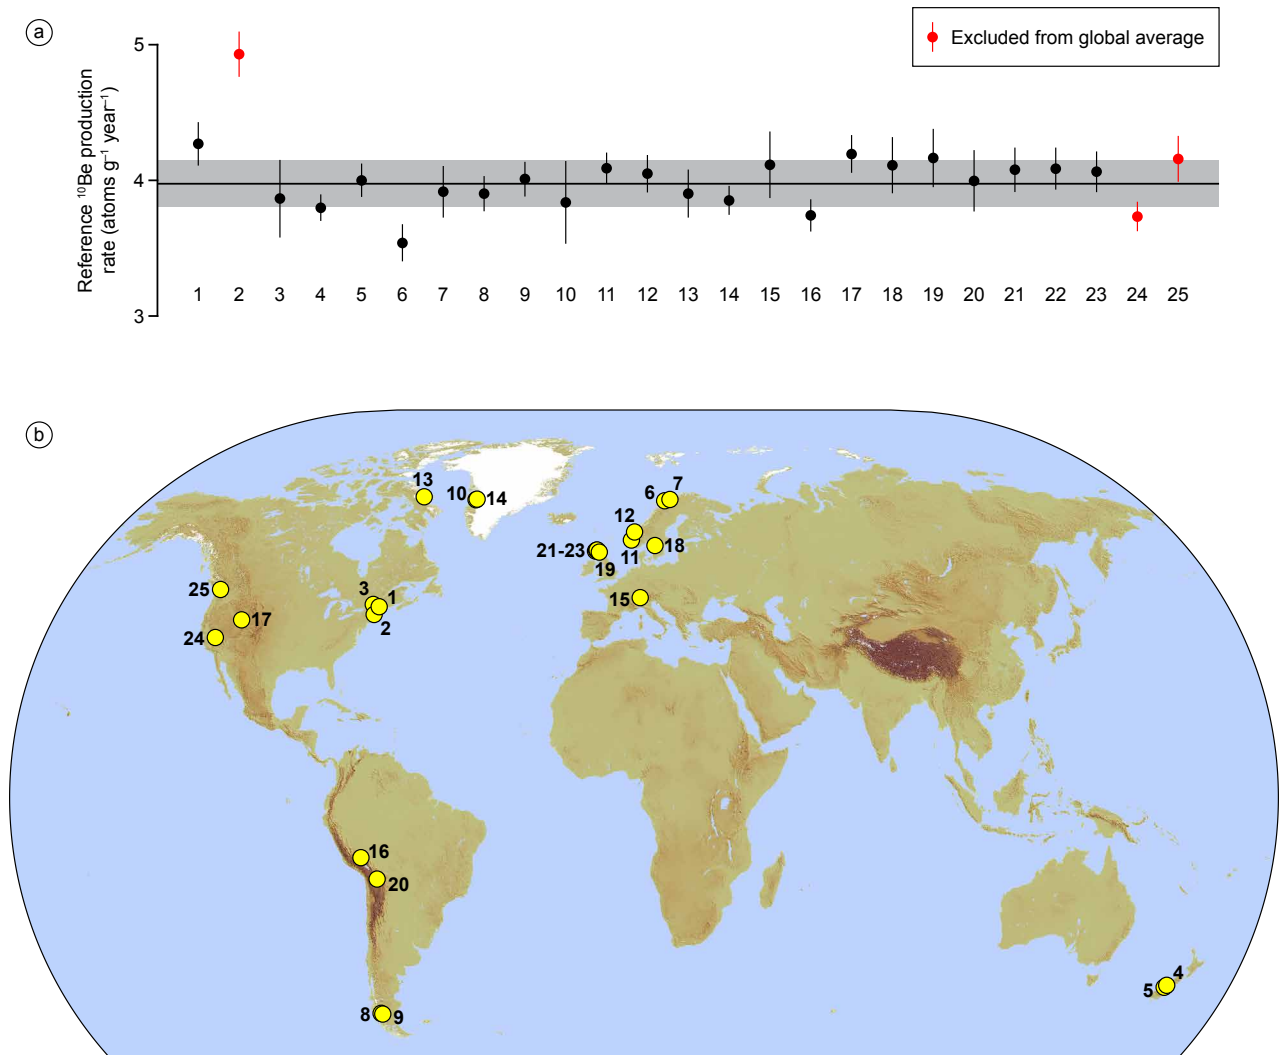 a
Excluded from global average
Reference ¹⁰Be production
rate (atoms g⁻¹ year⁻¹)
5
4
3
1 2 3 4 5 6 7 8 9 10 11 12 13 14 15 16 17 18 19 20 21 22 23 24 25
b
13
10 14
6 7
12
21-23 11 18
19
25
3 1
15
17
24 2
16
20
4
5
8 9